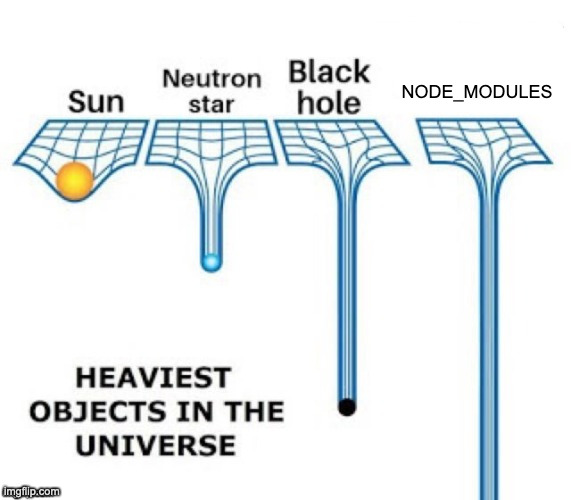 Sun
Neutron
star
Black
hole
NODE_MODULES
HEAVIEST
OBJECTS IN THE
UNIVERSE
imgflip.com